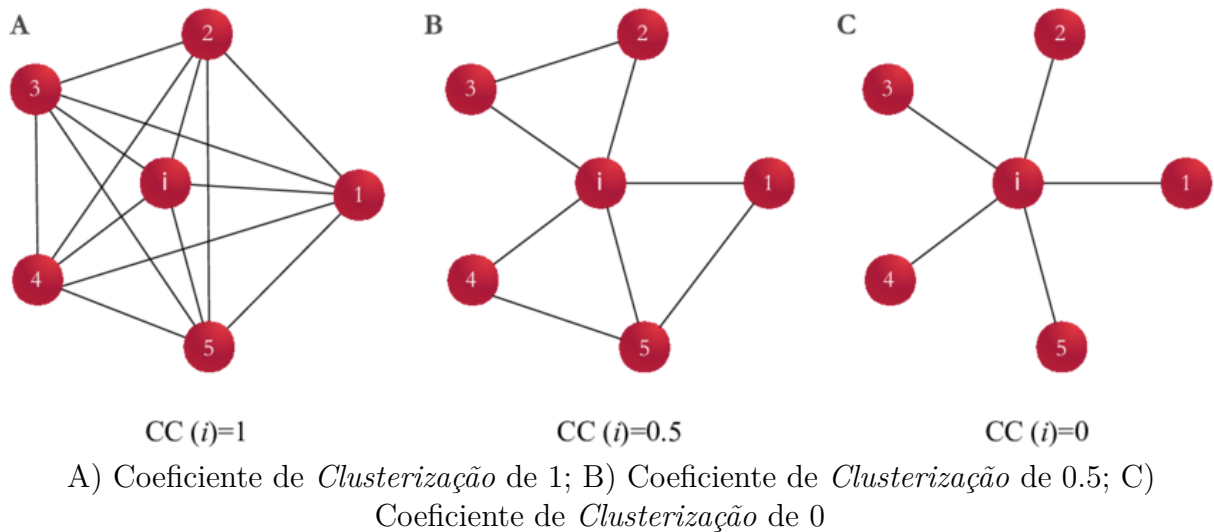 A
2
3
i
1
4
5
CC (i)=1
B
2
3
i
1
4
5
CC (i)=0.5
C
2
3
i
1
4
5
CC (i)=0
A) Coeficiente de Clusterização de 1; B) Coeficiente de Clusterização de 0.5; C)
Coeficiente de Clusterização de 0